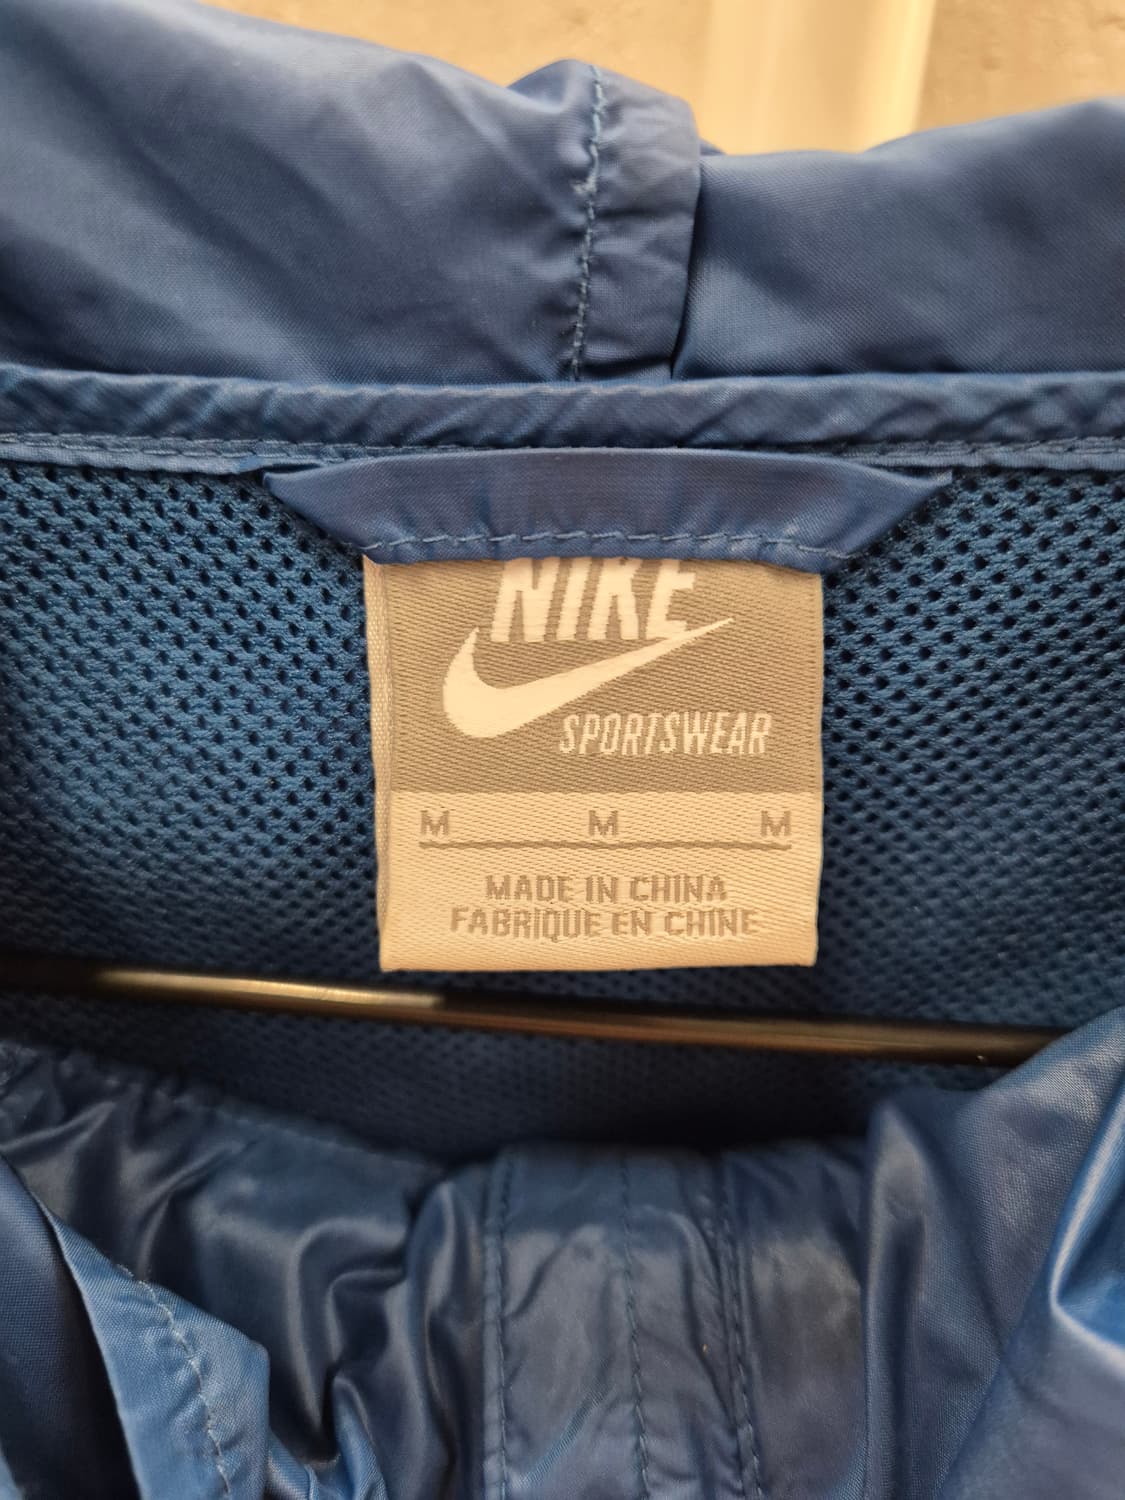 NIKE
SPORTSWEAR
M M M
MADE IN CHINA
FABRIQUE EN CHINE